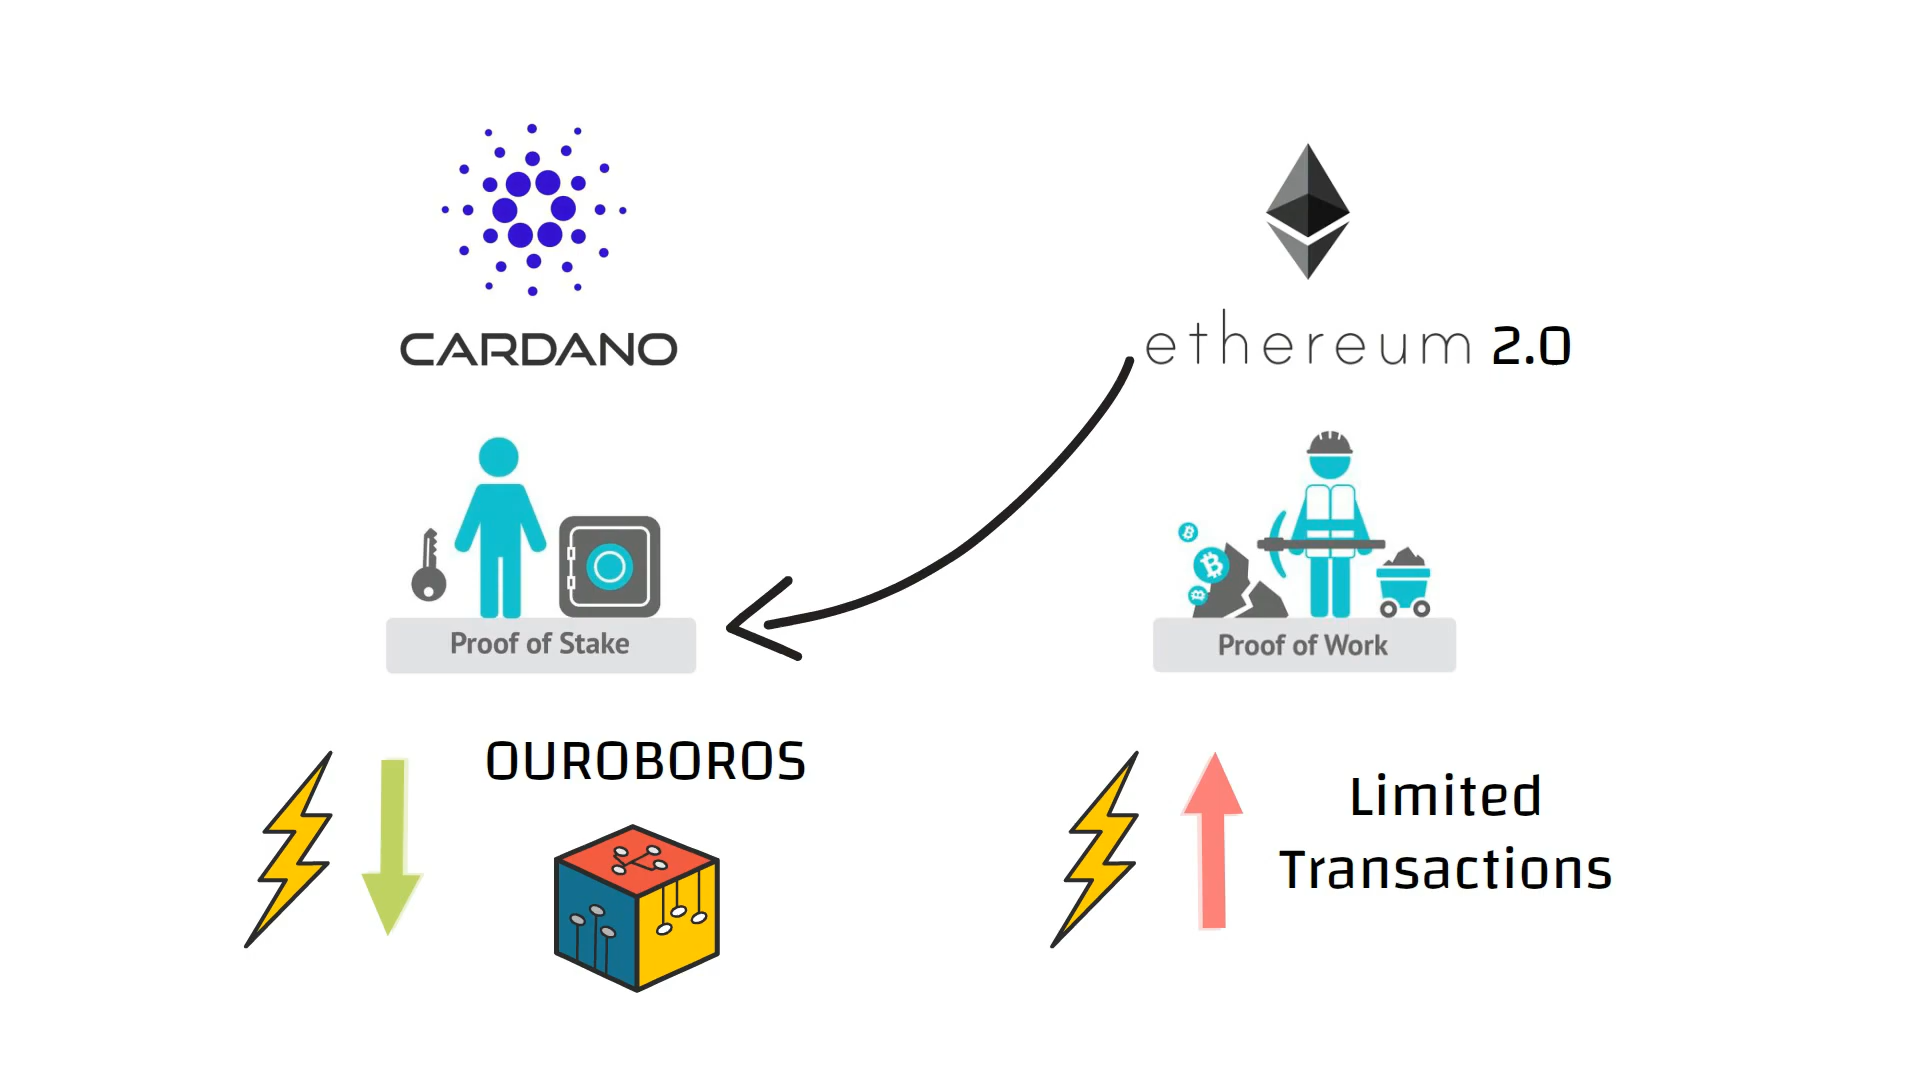 CARDANO
ethereum 2.0
Proof of Stake
Proof of Work
OUROBOROS
Limited
Transactions